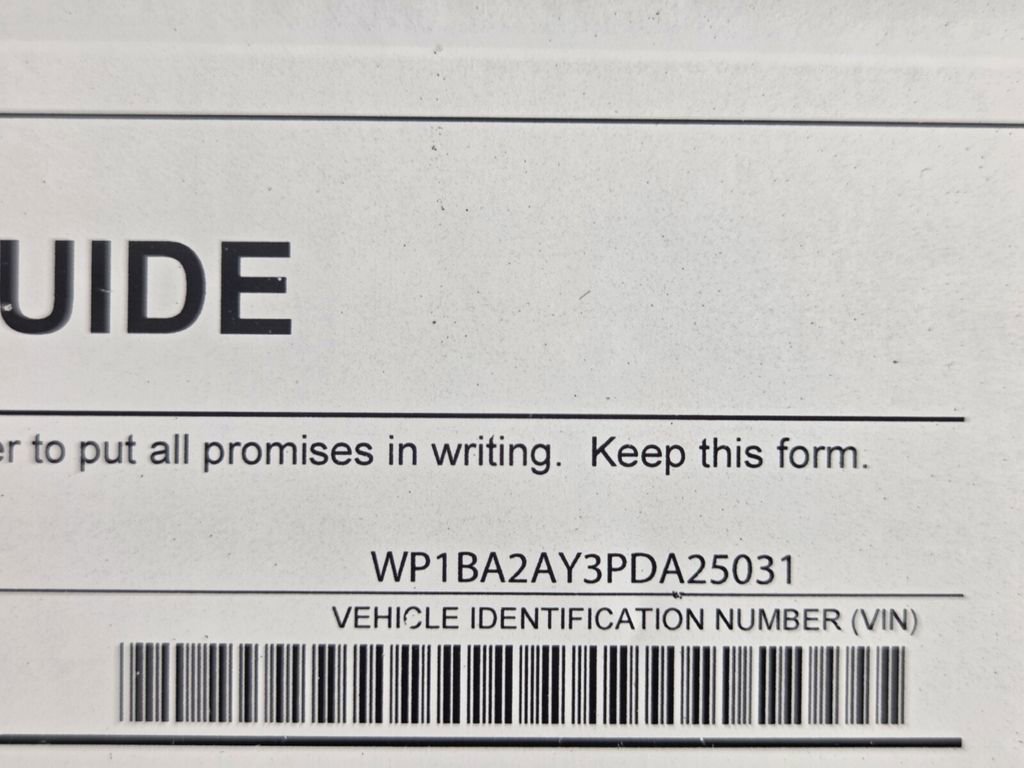 UIDE
er to put all promises in writing. Keep this form.
WP1BA2AY3PDA25031
VEHICLE IDENTIFICATION NUMBER (VIN)